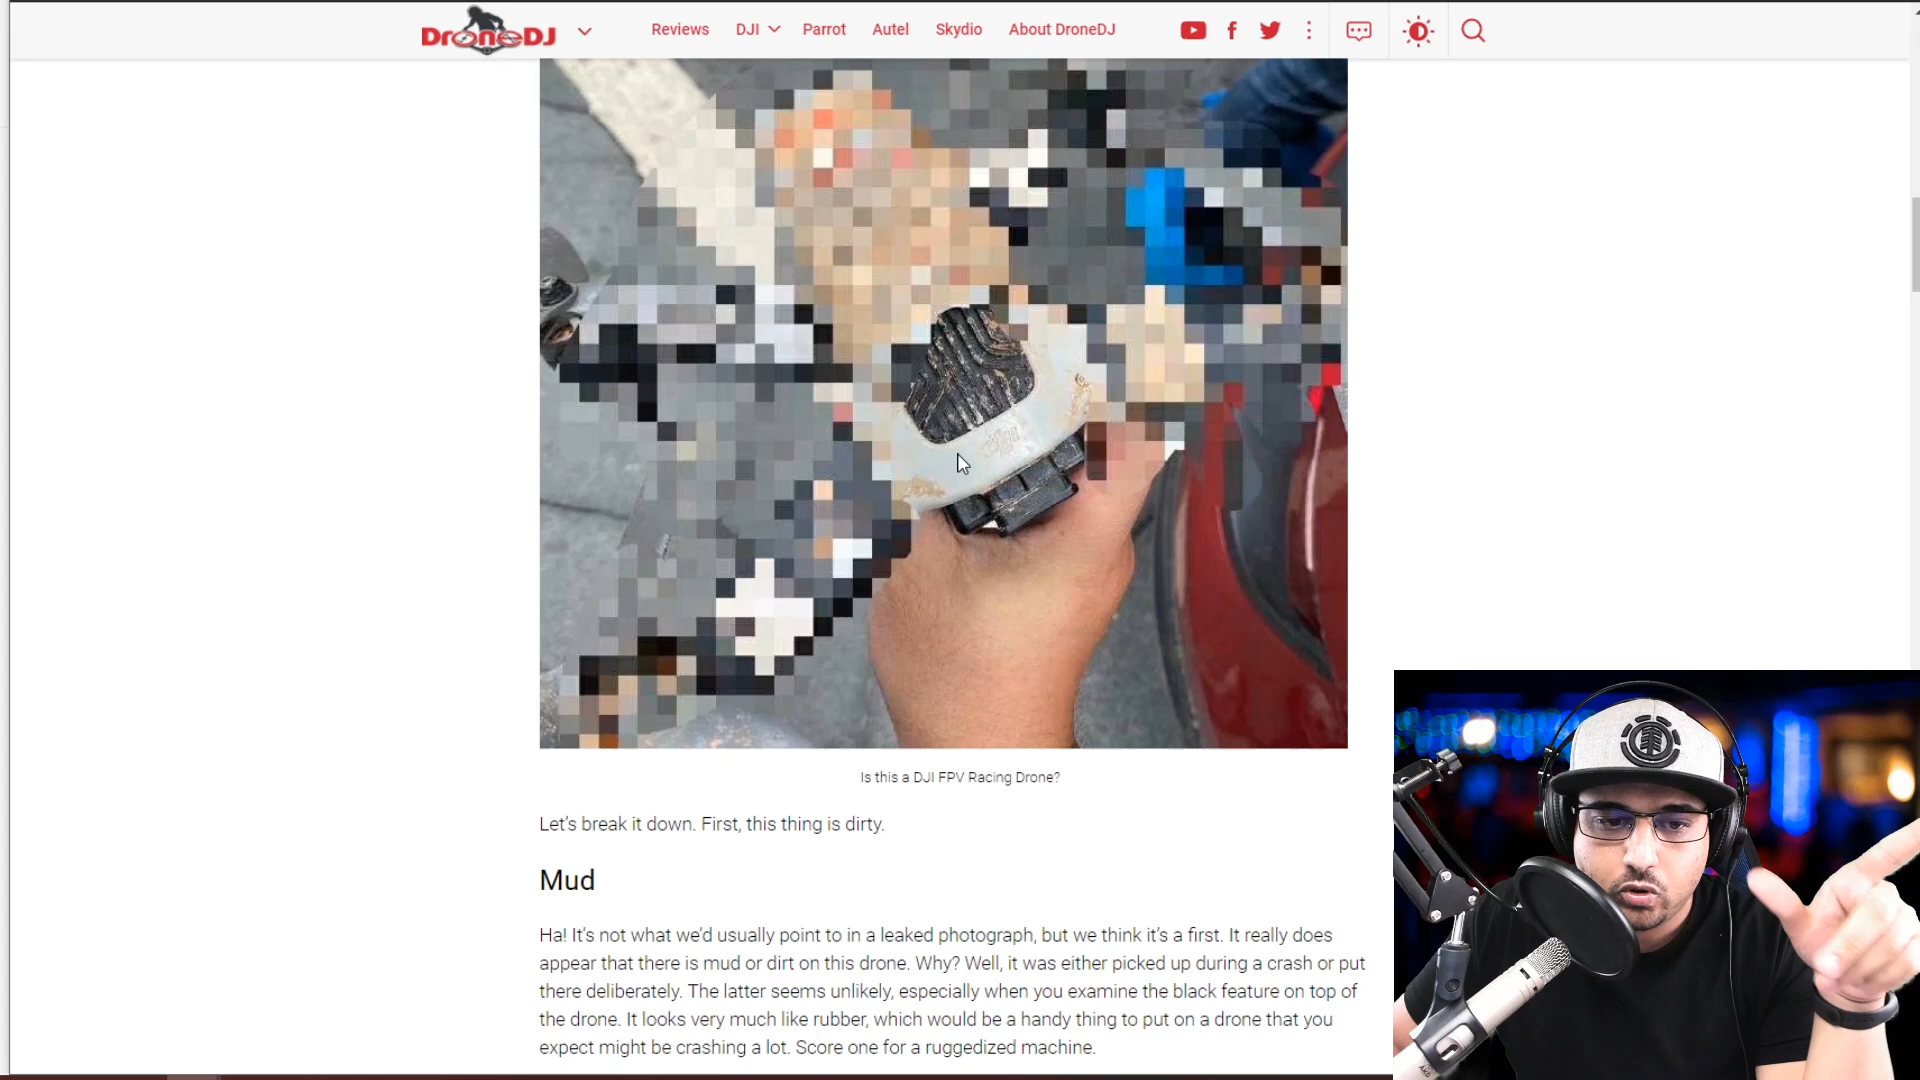 DroneDJ
Reviews DJI Parrot Autel Skydio About DroneDJ
Is this a DJI FPV Racing Drone?
Let's break it down. First, this thing is dirty.
Mud
Ha! It's not what we'd usually point to in a leaked photograph, but we think it's a first. It really does
appear that there is mud or dirt on this drone. Why? Well, it was either picked up during a crash or put
there deliberately. The latter seems unlikely, especially when you examine the black feature on top of
the drone. It looks very much like rubber, which would be a handy thing to put on a drone that you
expect might be crashing a lot. Score one for a ruggedized machine.
AKG